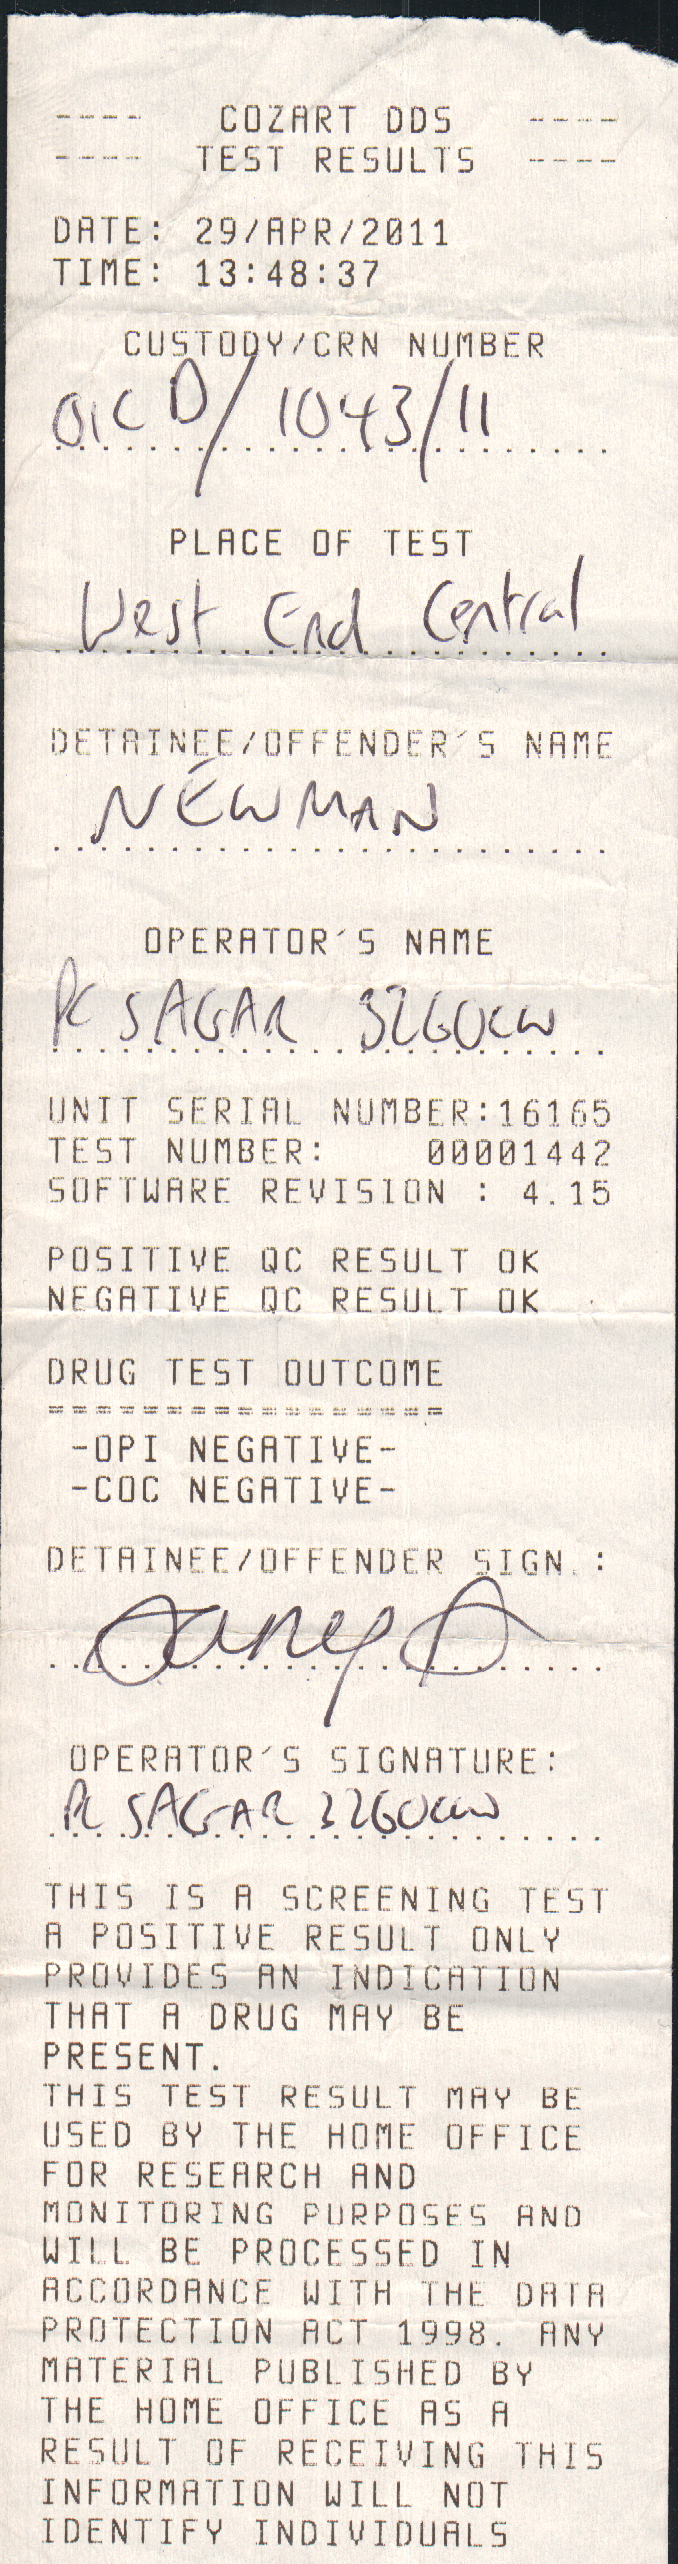 ---- COZART DDS ----
---- TEST RESULTS ----
DATE: 29/APR/2011
TIME: 13:48:37
CUSTODY/CRN NUMBER
01CD/1043/11
PLACE OF TEST
West End Central
DETAINEE/OFFENDER'S NAME
NEWMAN
OPERATOR'S NAME
PC SAGAR 3260CW
UNIT SERIAL NUMBER:16165
TEST NUMBER: 00001442
SOFTWARE REVISION : 4.15
POSITIVE QC RESULT OK
NEGATIVE QC RESULT OK
DRUG TEST OUTCOME
=================
-OPI NEGATIVE-
-COC NEGATIVE-
DETAINEE/OFFENDER SIGN.:
OPERATOR'S SIGNATURE:
PC SAGAR 3260CW
THIS IS A SCREENING TEST
A POSITIVE RESULT ONLY
PROVIDES AN INDICATION
THAT A DRUG MAY BE
PRESENT.
THIS TEST RESULT MAY BE
USED BY THE HOME OFFICE
FOR RESEARCH AND
MONITORING PURPOSES AND
WILL BE PROCESSED IN
ACCORDANCE WITH THE DATA
PROTECTION ACT 1998. ANY
MATERIAL PUBLISHED BY
THE HOME OFFICE AS A
RESULT OF RECEIVING THIS
INFORMATION WILL NOT
IDENTIFY INDIVIDUALS